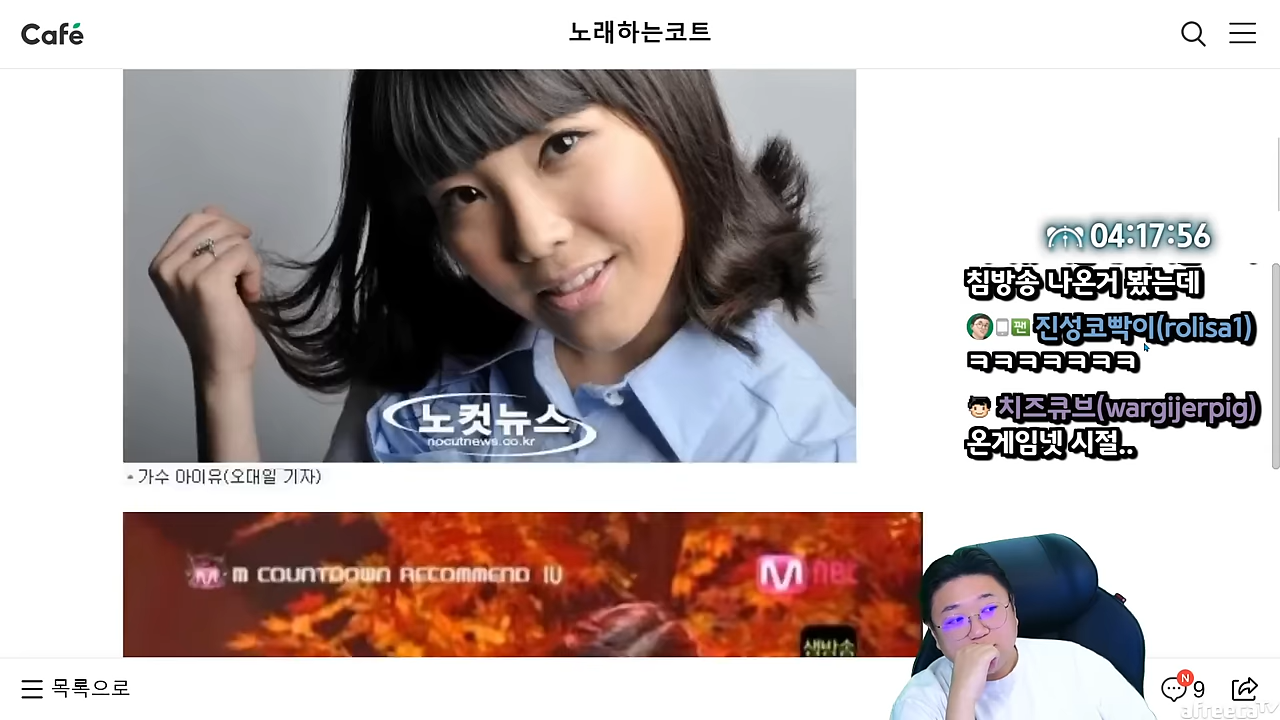 Café
노래하는코트
04:17:56
침방송 나온거 봤는데
팬 진성코빡이(rolisa1)
ㅋㅋㅋㅋㅋㅋㅋ
치즈큐브(wargijerpig)
온게임넷 시절..
노컷뉴스
nocutnews.co.kr
가수 아이유(오대일 기자)
M COUNTDOWN RECOMMEND IU
생방송
목록으로
N
9
afreecaTV